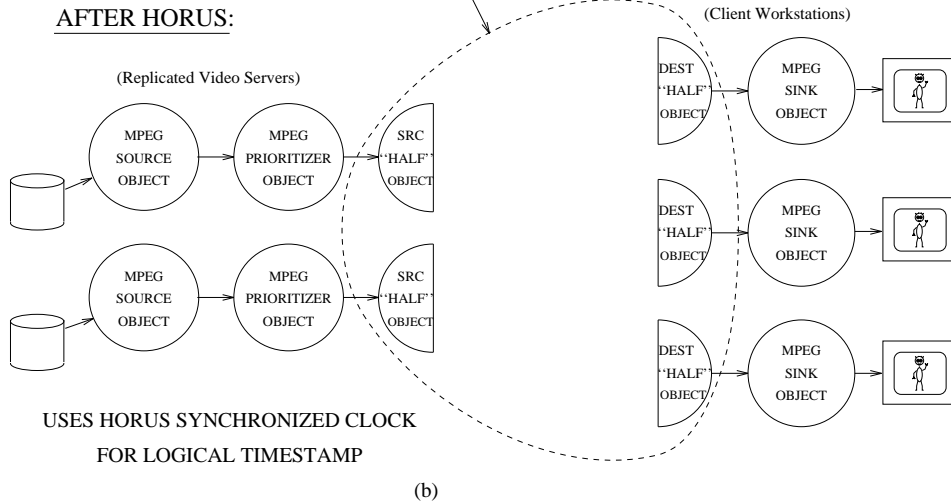 AFTER HORUS:
(Client Workstations)
(Replicated Video Servers)
MPEG
SOURCE
OBJECT
MPEG
PRIORITIZER
OBJECT
SRC
‘‘HALF’’
OBJECT
DEST
‘‘HALF’’
OBJECT
MPEG
SINK
OBJECT
MPEG
SOURCE
OBJECT
MPEG
PRIORITIZER
OBJECT
SRC
‘‘HALF’’
OBJECT
DEST
‘‘HALF’’
OBJECT
MPEG
SINK
OBJECT
DEST
‘‘HALF’’
OBJECT
MPEG
SINK
OBJECT
USES HORUS SYNCHRONIZED CLOCK
FOR LOGICAL TIMESTAMP
(b)